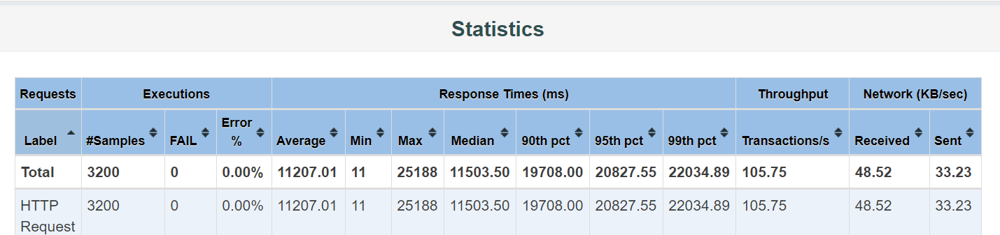 Statistics
Requests Executions Response Times (ms) Throughput Network (KB/sec)
Label #Samples FAIL Error % Average Min Max Median 90th pct 95th pct 99th pct Transactions/s Received Sent
Total 3200 0 0.00% 11207.01 11 25188 11503.50 19708.00 20827.55 22034.89 105.75 48.52 33.23
HTTP Request 3200 0 0.00% 11207.01 11 25188 11503.50 19708.00 20827.55 22034.89 105.75 48.52 33.23